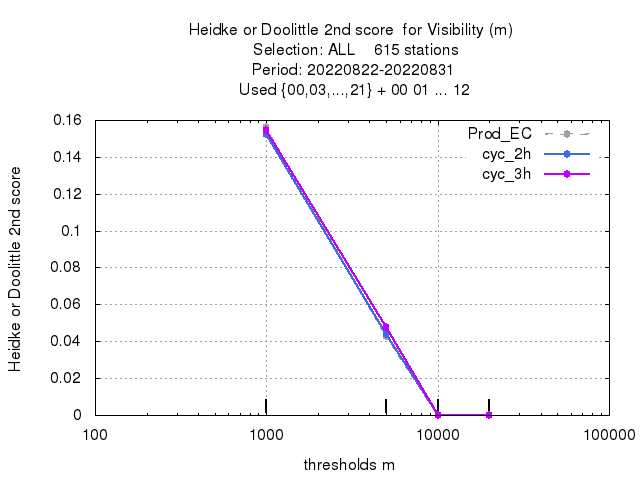 Heidke or Doolittle 2nd score  for Visibility (m)
Selection: ALL    615 stations
Period: 20220822-20220831
Used {00,03,...,21} + 00 01 ... 12
Heidke or Doolittle 2nd score
0.16
0.14
0.12
0.1
0.08
0.06
0.04
0.02
0
Prod_EC
cyc_2h
cyc_3h
100
1000
10000
100000
thresholds m